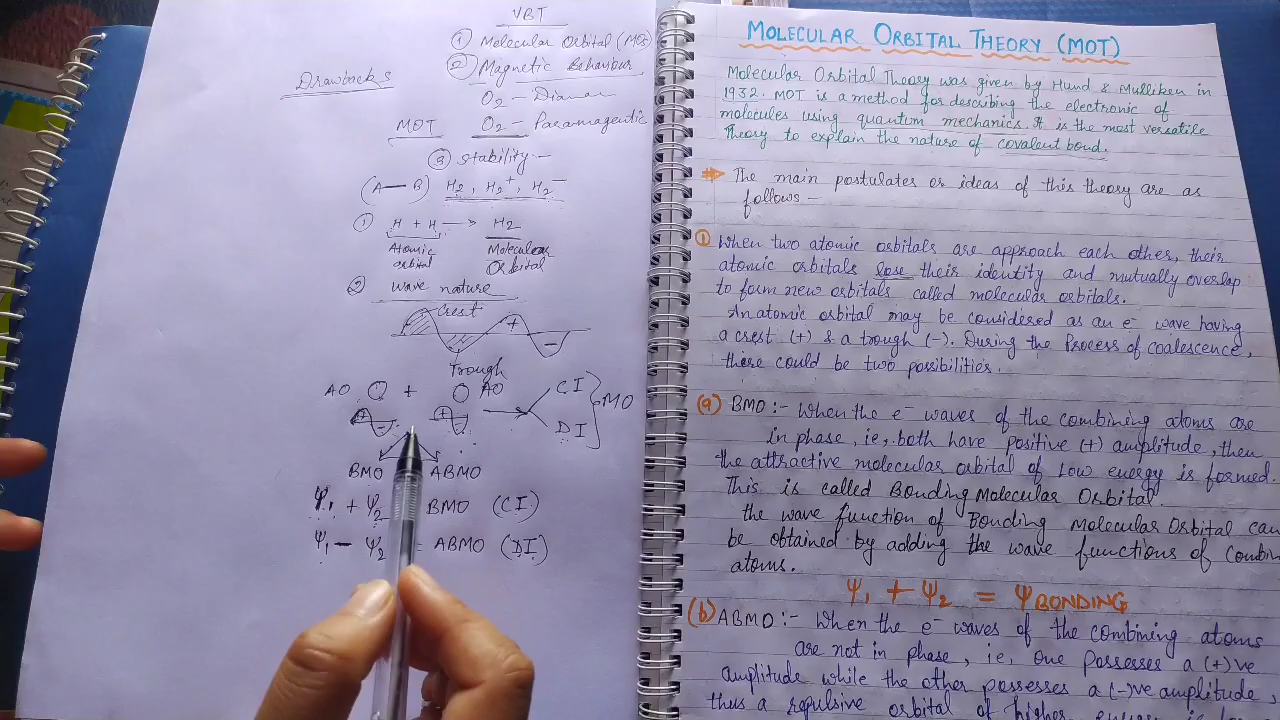 VBT
① Molecular Orbital (MO)
② Magnetic Behaviour
Drawbacks
O2 - Diaman
MOT O2 - Paramagnetic
③ Stability :-
(A — B) H2, H2+, H2-
① H + H → H2
Atomic Molecular
orbital Orbital
② wave nature
Crest
+
-
Trough
AO + AO CI } MO
DI
BMO ABMO
Ψ1 + Ψ2 BMO (CI)
Ψ1 - Ψ2 = ABMO (DI)
MOLECULAR ORBITAL THEORY (MOT)
Molecular Orbital Theory was given by Hund & Mulliken in
1932. MOT is a method for describing the electronic of
molecules using quantum mechanics. It is the most versatile
theory to explain the nature of covalent bond.
⇒ The main postulates or ideas of this theory are as
follows -
① When two atomic orbitals are approach each other, their
atomic orbitals lose their identity and mutually overlap
to form new orbitals called molecular orbitals.
An atomic orbital may be considered as an e- wave having
a crest (+) & a trough (-). During the process of coalescence,
these could be two possibilities.
(a) BMO :- When the e- waves of the combining atoms are
in phase, ie, both have positive (+) amplitude, then
the attractive molecular orbital of Low energy is formed.
This is called Bonding Molecular Orbital.
the wave function of Bonding Molecular Orbital can
be obtained by adding the wave functions of combin
atoms.
Ψ1 + Ψ2 = ΨBONDING
(b) ABMO :- When the e- waves of the combining atoms
are not in phase, i.e. one possesses a (+)ve
amplitude while the other possesses (-)ve amplitude,
thus a repulsive orbital of higher